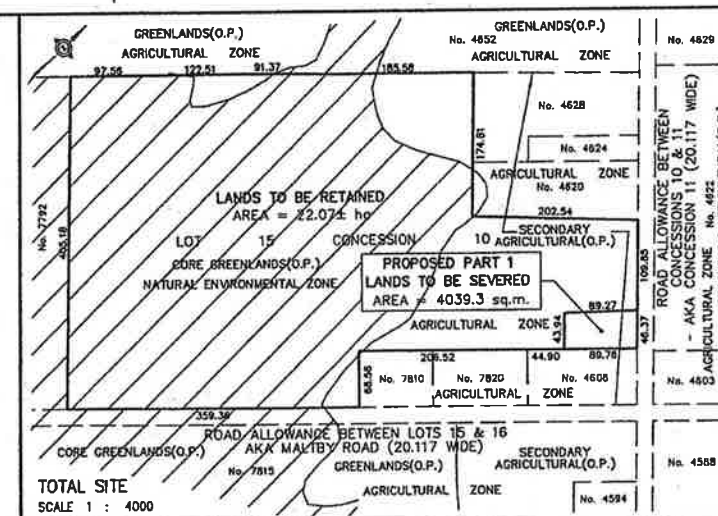 GREENLANDS(O.P.)
AGRICULTURAL ZONE
No. 4652
GREENLANDS(O.P.)
AGRICULTURAL ZONE
No. 4629
97.56
122.51
91.37
185.58
No. 4628
No. 4624
174.81
AGRICULTURAL ZONE
No. 4620
LANDS TO BE RETAINED
AREA = 22.07± ha
202.54
No. 7792
405.18
LOT 15 CONCESSION 10
SECONDARY
AGRICULTURAL(O.P.)
CORE GREENLANDS(O.P.)
NATURAL ENVIRONMENTAL ZONE
PROPOSED PART 1
LANDS TO BE SEVERED
AREA = 4039.3 sq.m.
109.85
ROAD ALLOWANCE BETWEEN
CONCESSIONS 10 & 11
- AKA CONCESSION 11 (20.117 WIDE)
AGRICULTURAL ZONE No. 4622
89.27
AGRICULTURAL ZONE
43.94
46.37
206.52
44.90
89.76
68.58
No. 7810
No. 7820
No. 4608
No. 4603
AGRICULTURAL ZONE
359.36
ROAD ALLOWANCE BETWEEN LOTS 15 & 16
AKA MALTBY ROAD (20.117 WIDE)
CORE GREENLANDS(O.P.)
No. 7815
GREENLANDS(O.P.)
SECONDARY
AGRICULTURAL(O.P.)
No. 4588
AGRICULTURAL ZONE
No. 4594
TOTAL SITE
SCALE 1 : 4000